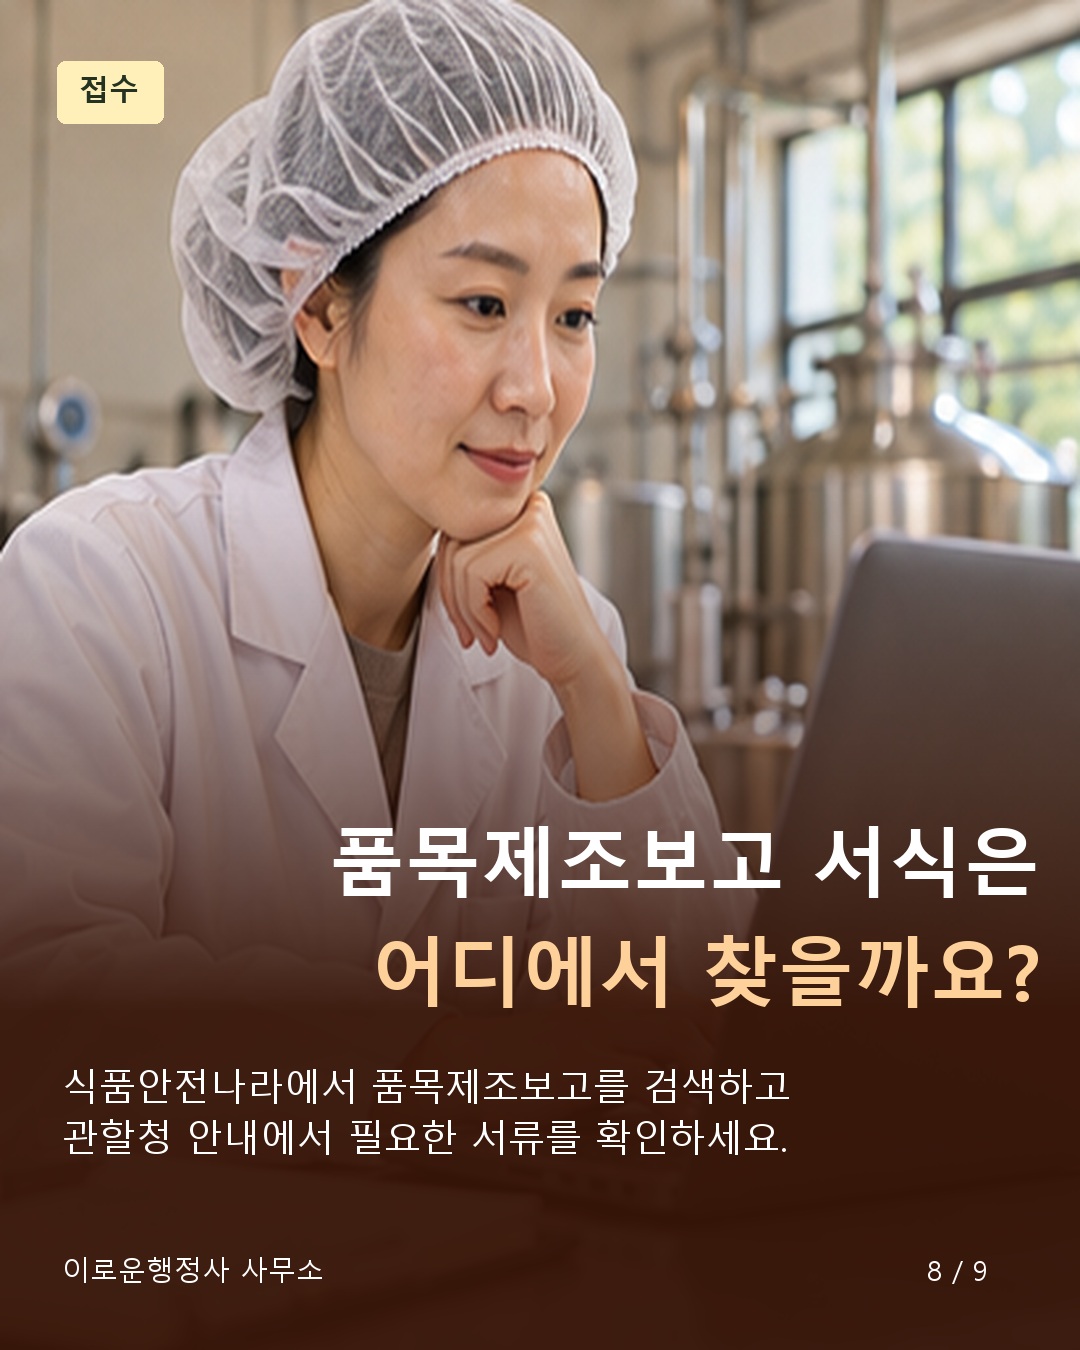 접수
품목제조보고 서식은
어디에서 찾을까요?
식품안전나라에서 품목제조보고를 검색하고
관할청 안내에서 필요한 서류를 확인하세요.
이로운행정사 사무소
8 / 9